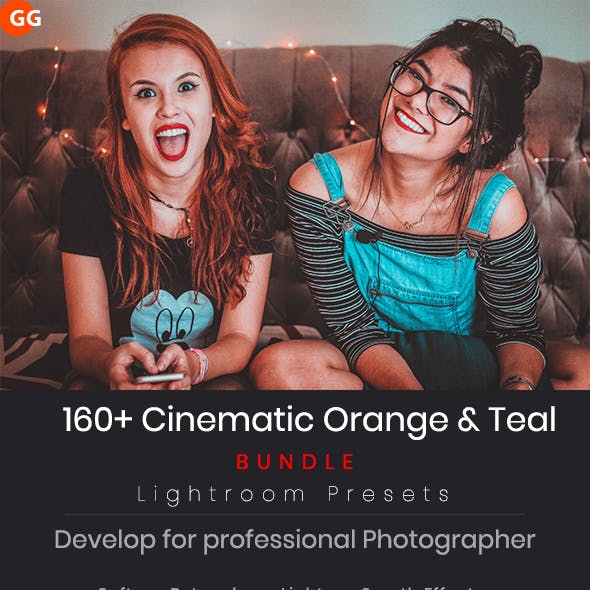 GG
160+ Cinematic Orange & Teal
BUNDLE
Lightroom Presets
Develop for professional Photographer